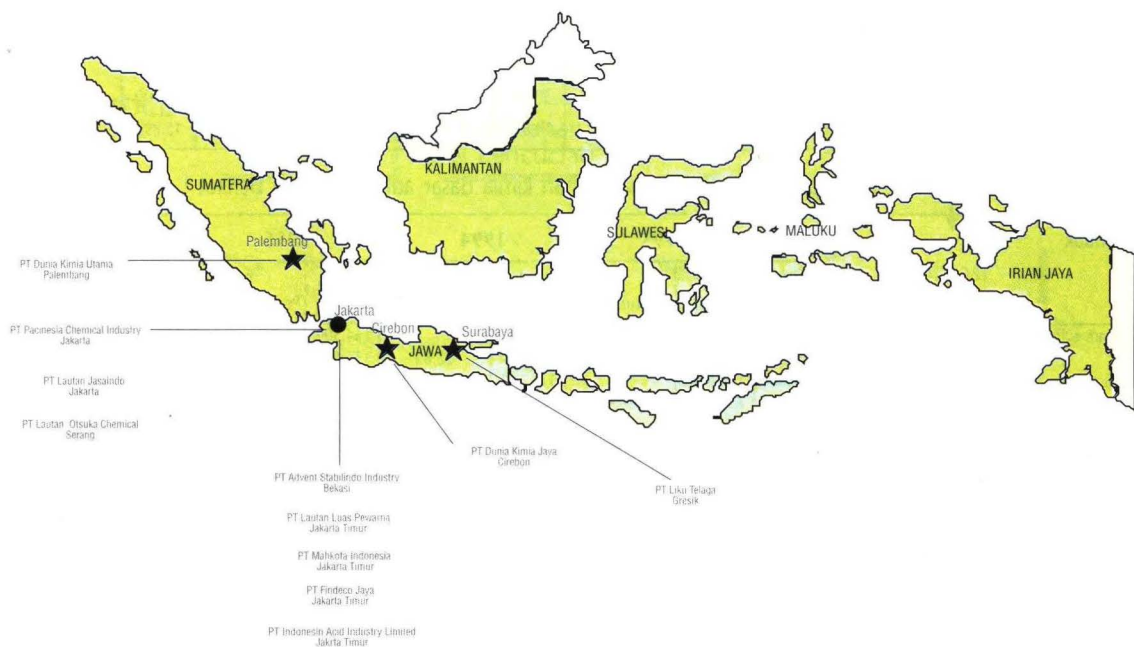 SUMATERA
KALIMANTAN
SULAWESI
MALUKU
IRIAN JAYA
Palembang
PT Dunia Kimia Utama
Palembang
Jakarta
Cirebon
Surabaya
JAWA
PT Pacinesia Chemical Industry
Jakarta
PT Lautan Jasaindo
Jakarta
PT Lautan Otsuka Chemical
Serang
PT Dunia Kimia Jaya
Cirebon
PT Advent Stabilindo Industry
Bekasi
PT Liku Telaga
Gresik
PT Lautan Luas Pewarna
Jakarta Timur
PT Mahkota Indonesia
Jakarta Timur
PT Findeco Jaya
Jakarta Timur
PT Indonesin Acid Industry Limited
Jakrta Timur